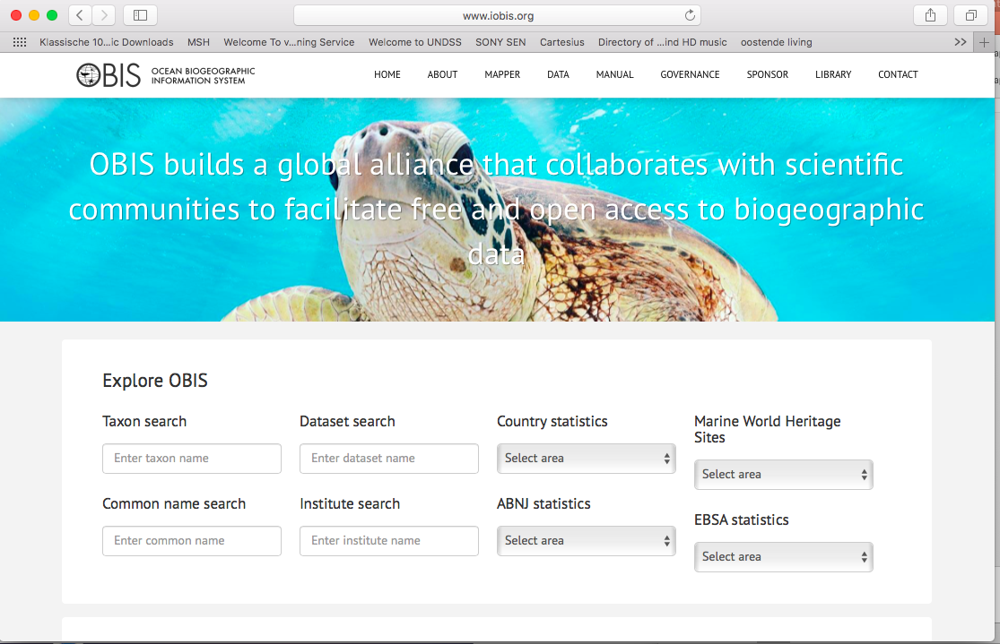 www.iobis.org
Klassische 10...ic Downloads MSH Welcome To v...ning Service Welcome to UNDSS SONY SEN Cartesius Directory of ...ind HD music oostende living >>
OBIS OCEAN BIOGEOGRAPHIC
INFORMATION SYSTEM
HOME ABOUT MAPPER DATA MANUAL GOVERNANCE SPONSOR LIBRARY CONTACT
OBIS builds a global alliance that collaborates with scientific
communities to facilitate free and open access to biogeographic
data
Explore OBIS
Taxon search
Enter taxon name
Common name search
Enter common name
Dataset search
Enter dataset name
Institute search
Enter institute name
Country statistics
Select area
ABNJ statistics
Select area
Marine World Heritage
Sites
Select area
EBSA statistics
Select area